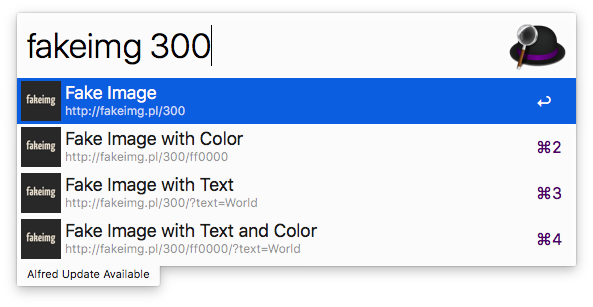 fakeimg 300
fakeimg
Fake Image
http://fakeimg.pl/300
↩
fakeimg
Fake Image with Color
http://fakeimg.pl/300/ff0000
⌘2
fakeimg
Fake Image with Text
http://fakeimg.pl/300/?text=World
⌘3
fakeimg
Fake Image with Text and Color
http://fakeimg.pl/300/ff0000/?text=World
⌘4
Alfred Update Available